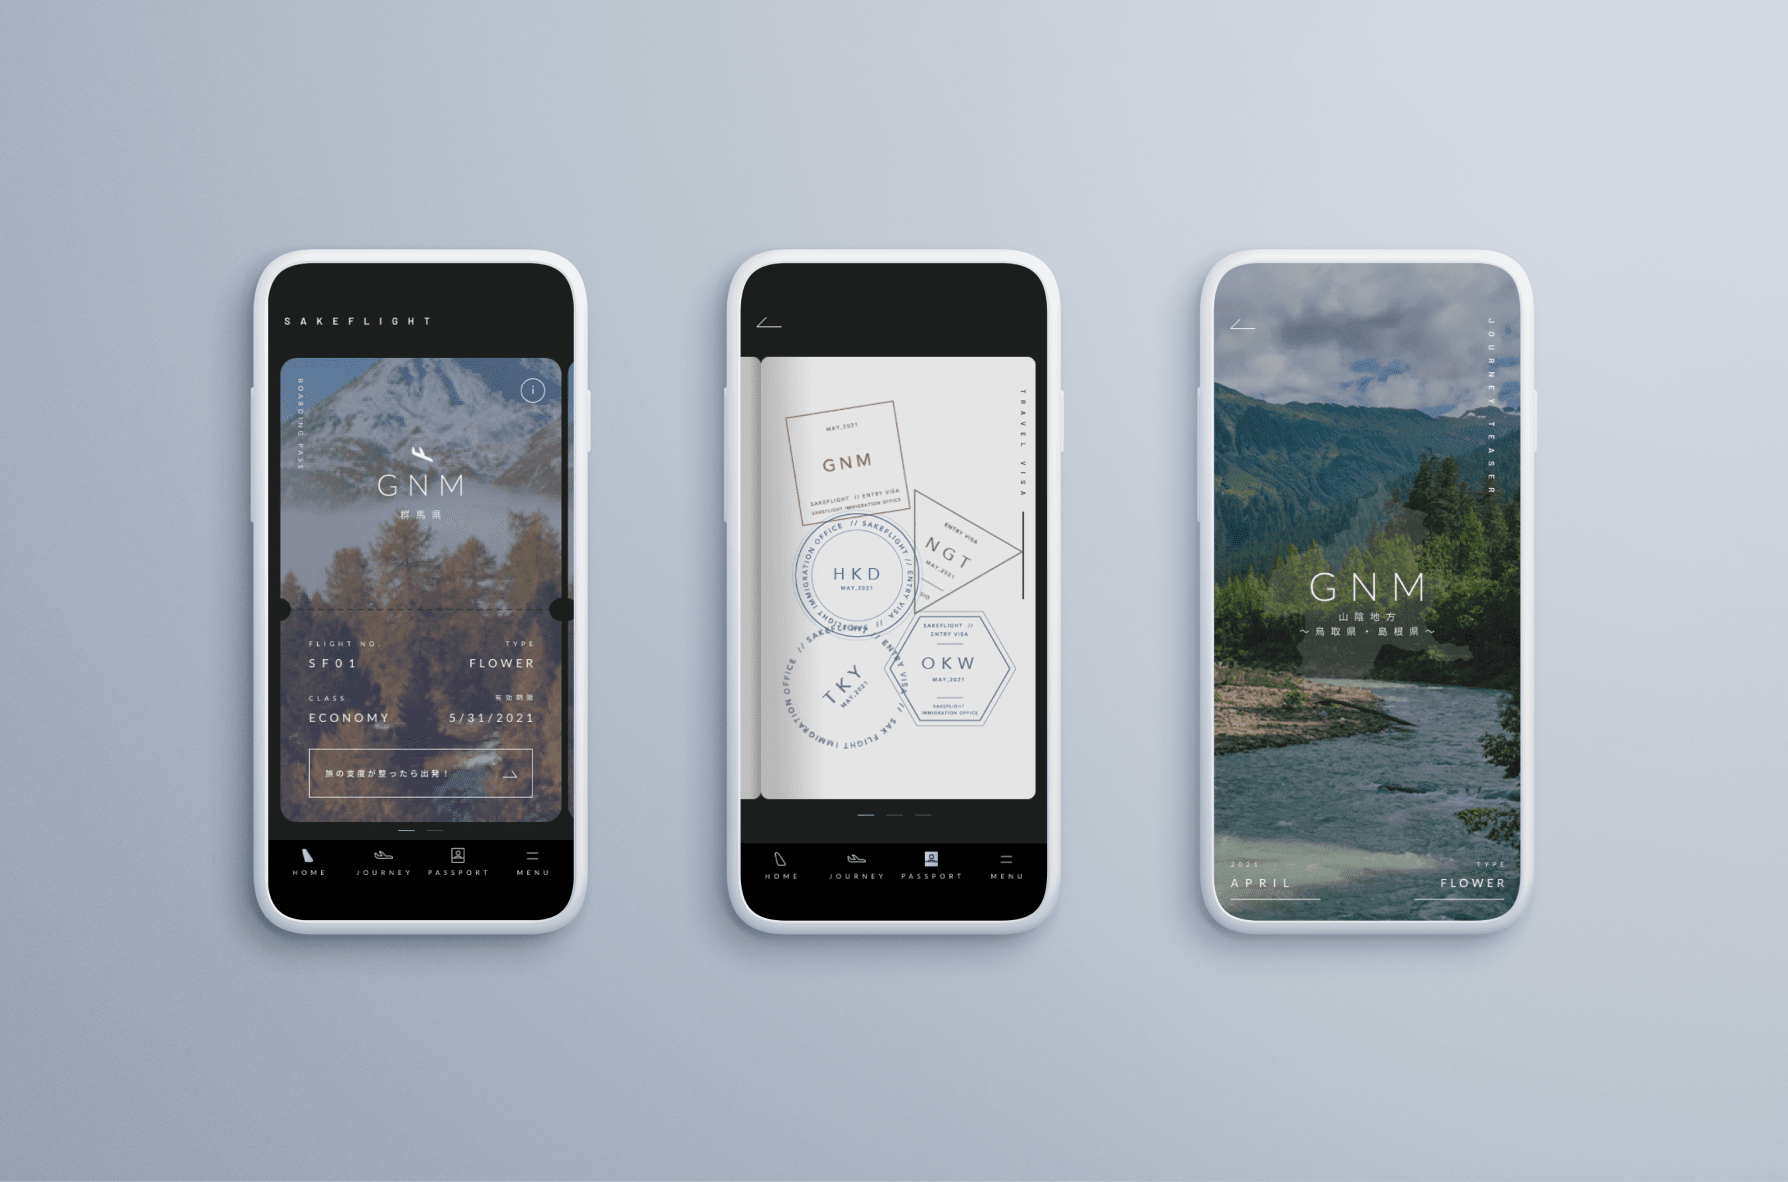 SAKEFLIGHT
BOARDING PASS
i
GNM
群馬県
FLIGHT NO.
TYPE
SF01
FLOWER
CLASS
有効期限
ECONOMY
5/31/2021
旅の支度が整ったら出発！
HOME
JOURNEY
PASSPORT
MENU
TRAVEL VISA
MAY,2021
GNM
SAKEFLIGHT // ENTRY VISA
SAKEFLIGHT IMMIGRATION OFFICE
ENTRY VISA
NGT
MAY,2021
OFFICE // SAKEFLIGHT // ENTRY VISA // SAKEFLIGHT IMMIGRATION
HKD
MAY,2021
SAKEFLIGHT //
ENTRY VISA
OKW
MAY,2021
SAKEFLIGHT
IMMIGRATION OFFICE
// SAKEFLIGHT // ENTRY VISA // SAK FLIGHT IMMIGRATION OFFICE
TKY
MAY,2021
HOME
JOURNEY
PASSPORT
MENU
JOURNEY TEASER
GNM
山陰地方
～鳥取県・島根県～
2021
TYPE
APRIL
FLOWER